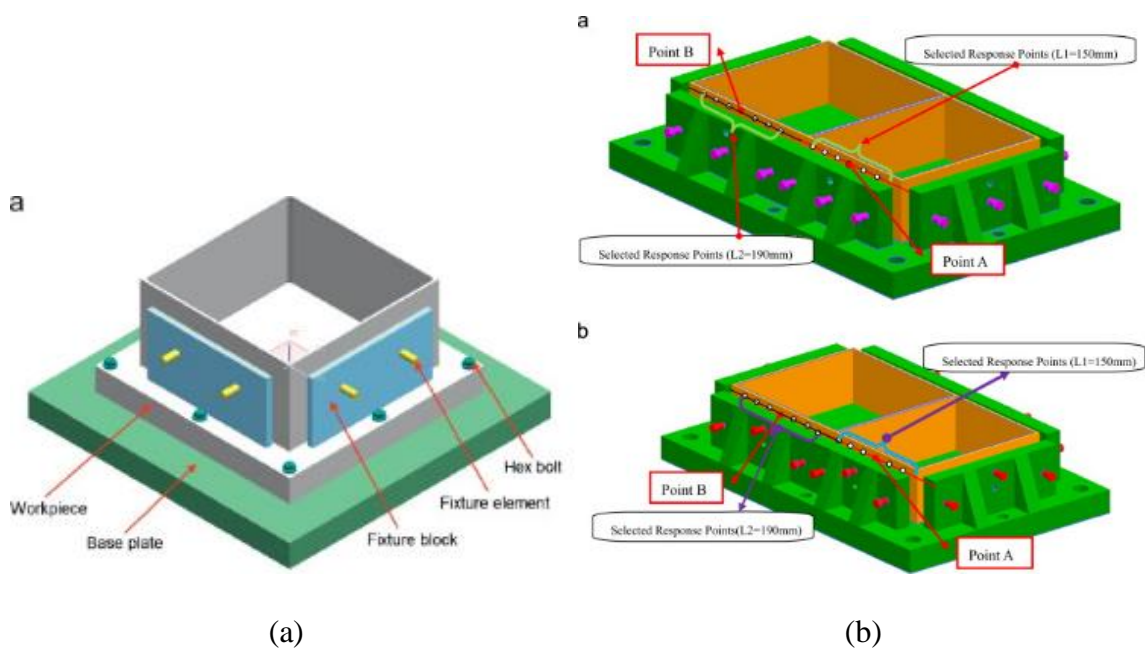 a
Workpiece
Base plate
Fixture block
Fixture element
Hex bolt
(a)
a
Point B
Selected Response Points (L1=150mm)
Selected Response Points (L2=190mm)
Point A
b
Selected Response Points (L1=150mm)
Point B
Selected Response Points(L2=190mm)
Point A
(b)